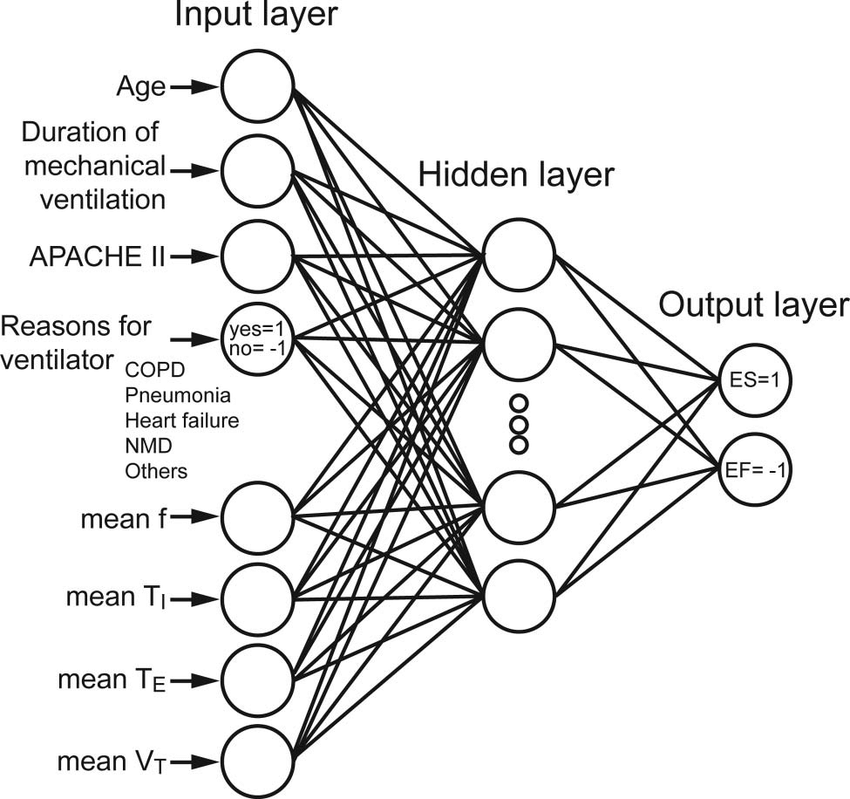 Input layer
Age
Duration of
mechanical
ventilation
Hidden layer
APACHE II
Output layer
Reasons for
ventilator
yes=1
no= -1
COPD
Pneumonia
Heart failure
NMD
Others
ES=1
EF= -1
mean f
mean TI
mean TE
mean VT